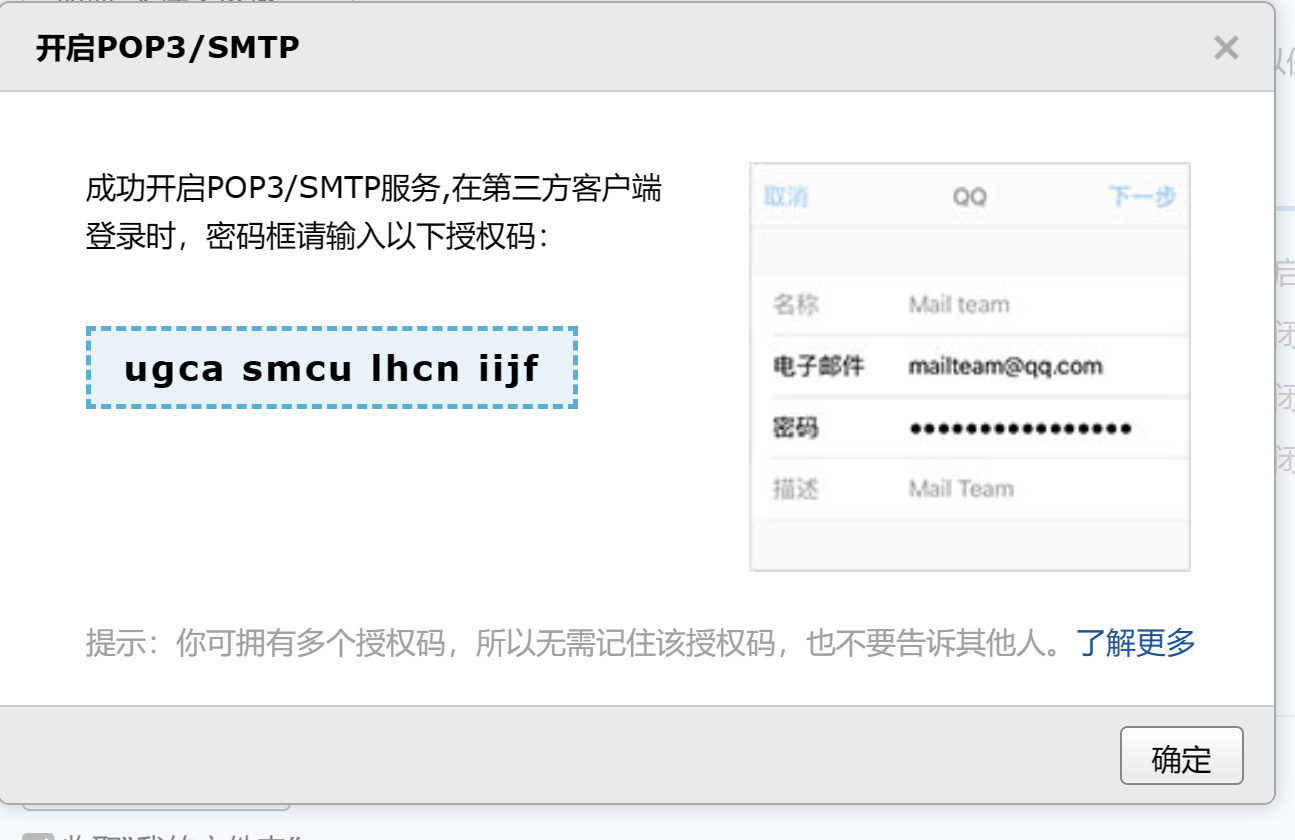 开启POP3/SMTP
成功开启POP3/SMTP服务,在第三方客户端
登录时，密码框请输入以下授权码：
ugca smcu lhcn iijf
取消 QQ 下一步
名称 Mail team
电子邮件 mailteam@qq.com
密码 ••••••••••••••••
描述 Mail Team
提示：你可拥有多个授权码，所以无需记住该授权码，也不要告诉其他人。了解更多
确定